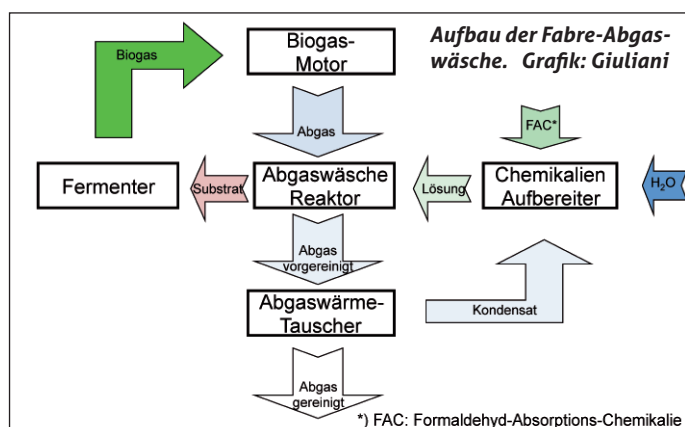 Aufbau der Fabre-Abgas-
wäsche. Grafik: Giuliani
Biogas-
Motor
Biogas
Abgas
FAC*
Fermenter
Substrat
Abgaswäsche
Reaktor
Lösung
Chemikalien
Aufbereiter
H₂O
Abgas
vorgereinigt
Abgaswärme-
Tauscher
Kondensat
Abgas
gereinigt
*) FAC: Formaldehyd-Absorptions-Chemikalie